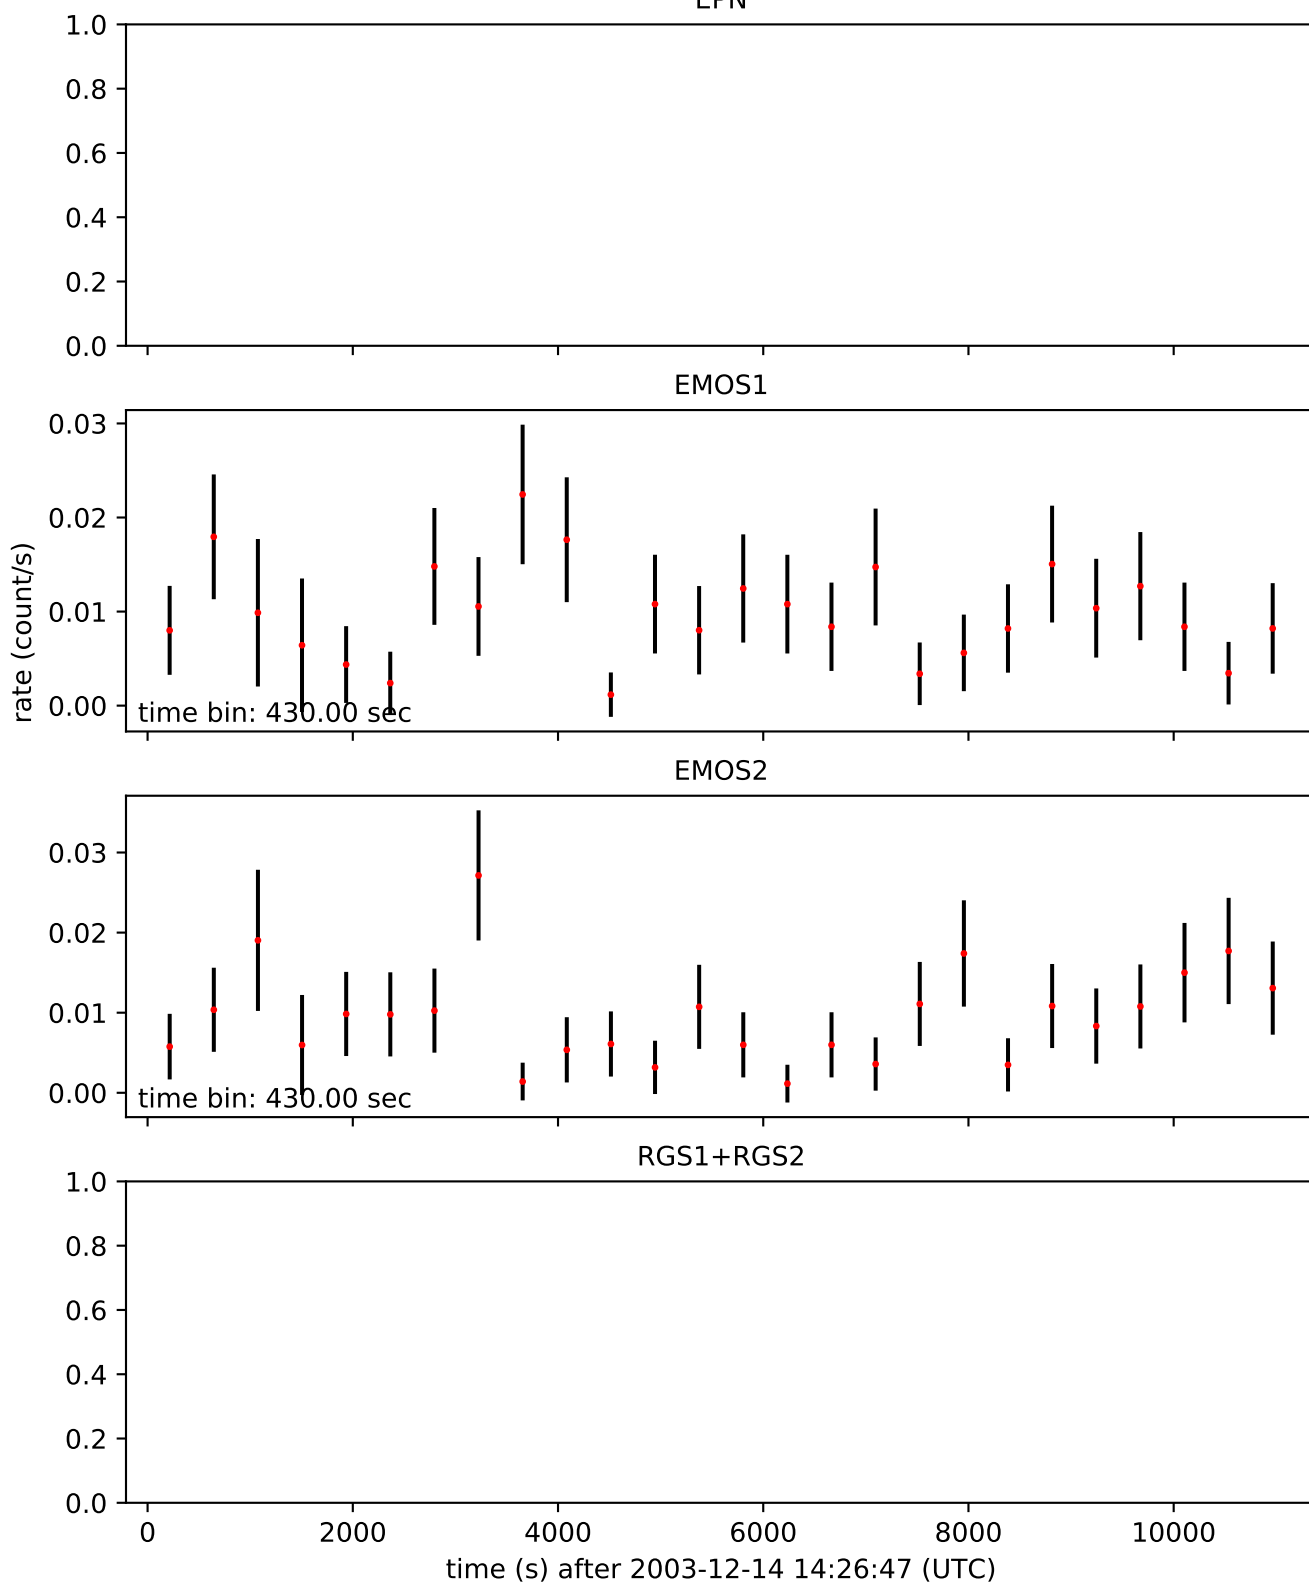 EPN
1.0
0.8
0.6
0.4
0.2
0.0
EMOS1
0.03
0.02
0.01
0.00
rate (count/s)
time bin: 430.00 sec
EMOS2
0.03
0.02
0.01
0.00
time bin: 430.00 sec
RGS1+RGS2
1.0
0.8
0.6
0.4
0.2
0.0
0 2000 4000 6000 8000 10000
time (s) after 2003-12-14 14:26:47 (UTC)